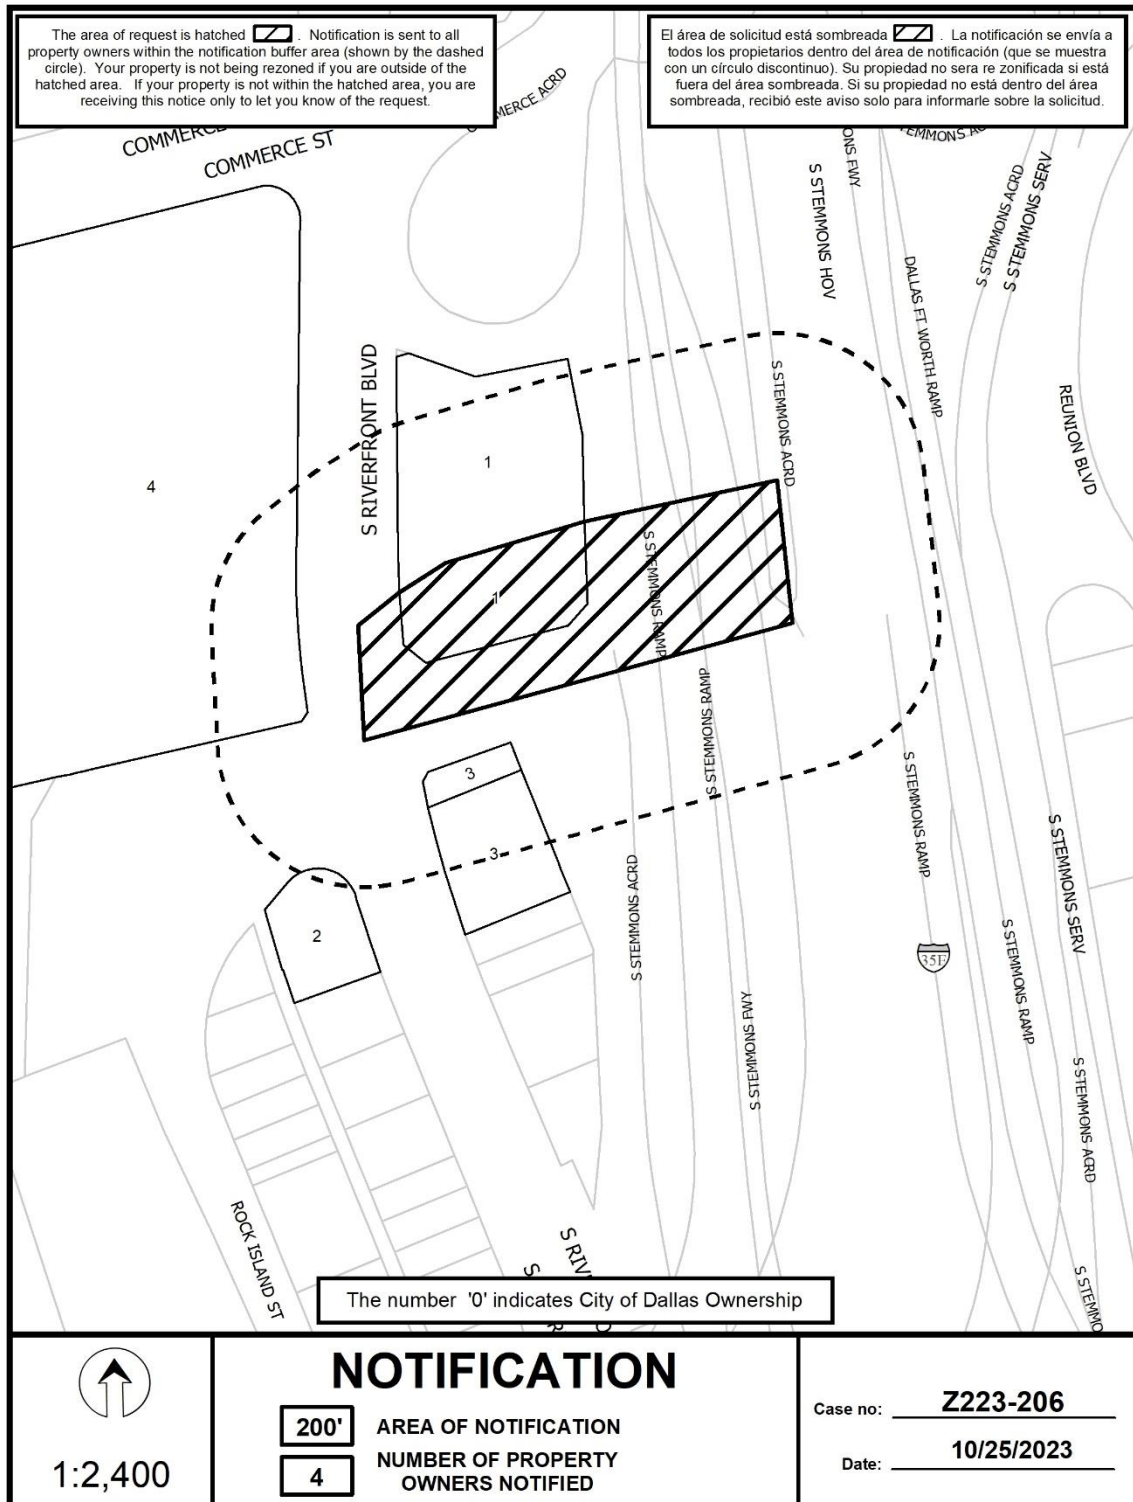 The area of request is hatched . Notification is sent to all
property owners within the notification buffer area (shown by the dashed
circle). Your property is not being rezoned if you are outside of the
hatched area. If your property is not within the hatched area, you are
receiving this notice only to let you know of the request.
El área de solicitud está sombreada . La notificación se envía a
todos los propietarios dentro del área de notificación (que se muestra
con un círculo discontinuo). Su propiedad no sera re zonificada si está
fuera del área sombreada. Si su propiedad no está dentro del área
sombreada, recibió este aviso solo para informarle sobre la solicitud.
COMMERCE ST
S STEMMONS HOV
S STEMMONS ACRD
S STEMMONS SERV
DALLAS FT WORTH RAMP
S RIVERFRONT BLVD
S STEMMONS ACRD
REUNION BLVD
4
1
1
S STEMMONS RAMP
S STEMMONS RAMP
3
3
2
S STEMMONS RAMP
S STEMMONS SERV
S STEMMONS ACRD
35E
S STEMMONS RAMP
S STEMMONS FWY
S STEMMONS ACRD
ROCK ISLAND ST
The number '0' indicates City of Dallas Ownership
1:2,400
NOTIFICATION
200' AREA OF NOTIFICATION
4 NUMBER OF PROPERTY
OWNERS NOTIFIED
Case no: Z223-206
Date: 10/25/2023